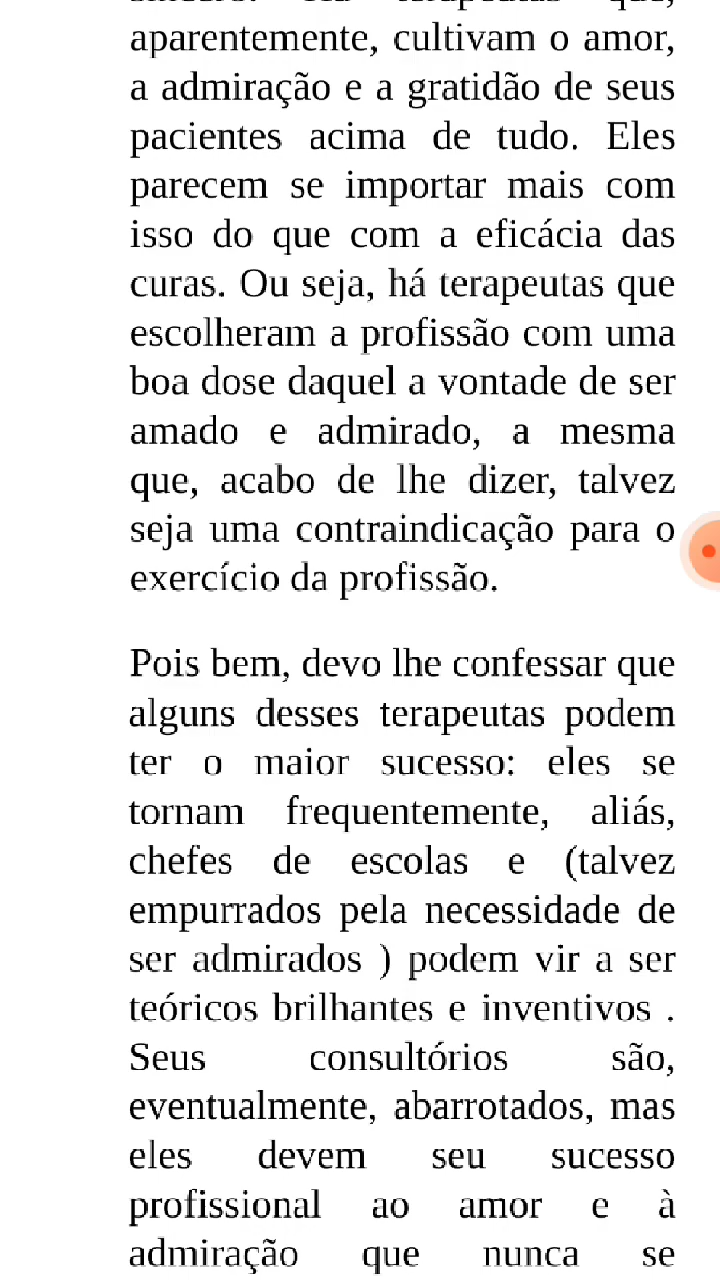 aparentemente, cultivam o amor,
a admiração e a gratidão de seus
pacientes acima de tudo. Eles
parecem se importar mais com
isso do que com a eficácia das
curas. Ou seja, há terapeutas que
escolheram a profissão com uma
boa dose daquel a vontade de ser
amado e admirado, a mesma
que, acabo de lhe dizer, talvez
seja uma contraindicação para o
exercício da profissão.
Pois bem, devo lhe confessar que
alguns desses terapeutas podem
ter o maior sucesso: eles se
tornam frequentemente, aliás,
chefes de escolas e (talvez
empurrados pela necessidade de
ser admirados ) podem vir a ser
teóricos brilhantes e inventivos .
Seus consultórios são,
eventualmente, abarrotados, mas
eles devem seu sucesso
profissional ao amor e à
admiração que nunca se